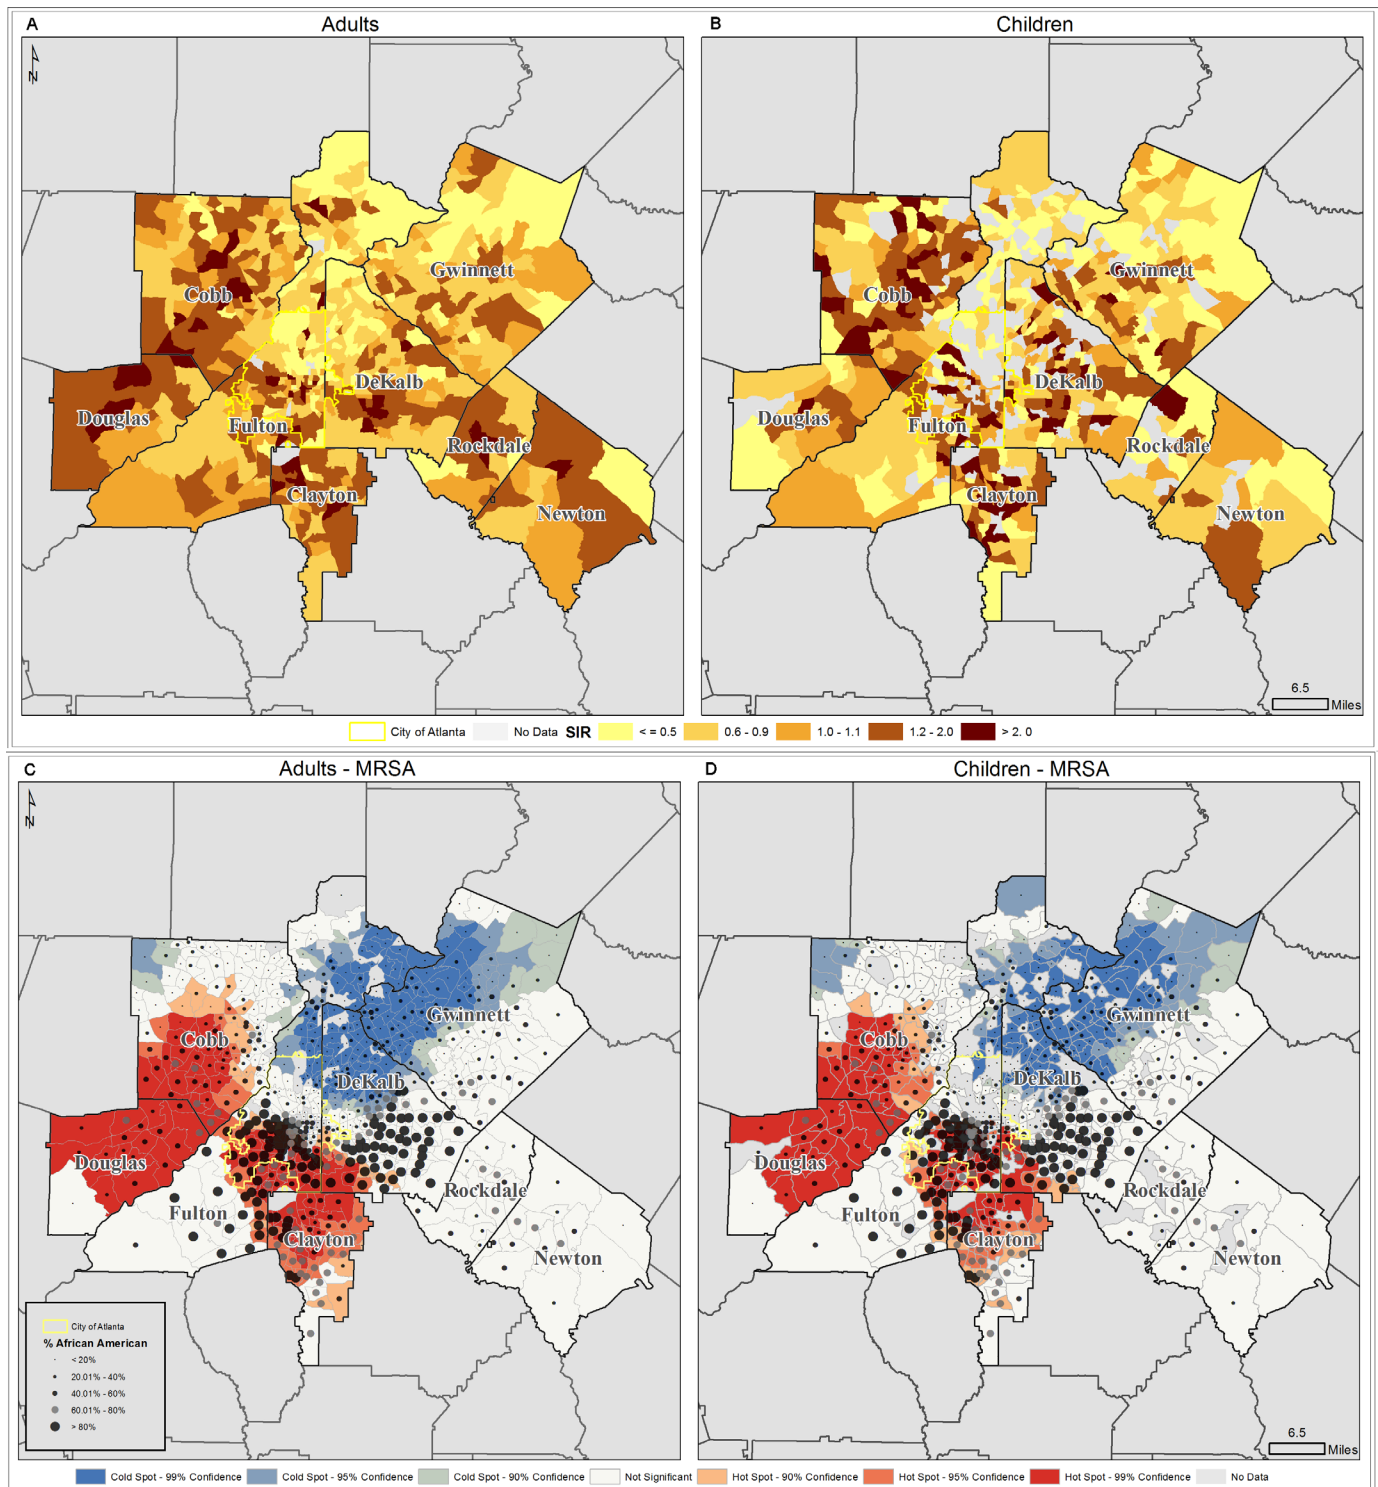 A
Adults
B
Children
N
Cobb
Gwinnett
DeKalb
Douglas
Fulton
Rockdale
Clayton
Newton
Cobb
Gwinnett
DeKalb
Douglas
Fulton
Rockdale
Clayton
Newton
6.5
Miles
City of Atlanta
No Data
SIR
< = 0.5
0.6 - 0.9
1.0 - 1.1
1.2 - 2.0
> 2. 0
C
Adults - MRSA
D
Children - MRSA
N
Cobb
Gwinnett
DeKalb
Douglas
Fulton
Rockdale
Clayton
Newton
City of Atlanta
% African American
< 20%
20.01% - 40%
40.01% - 60%
60.01% - 80%
> 80%
Cobb
Gwinnett
DeKalb
Douglas
Fulton
Rockdale
Clayton
Newton
6.5
Miles
Cold Spot - 99% Confidence
Cold Spot - 95% Confidence
Cold Spot - 90% Confidence
Not Significant
Hot Spot - 90% Confidence
Hot Spot - 95% Confidence
Hot Spot - 99% Confidence
No Data